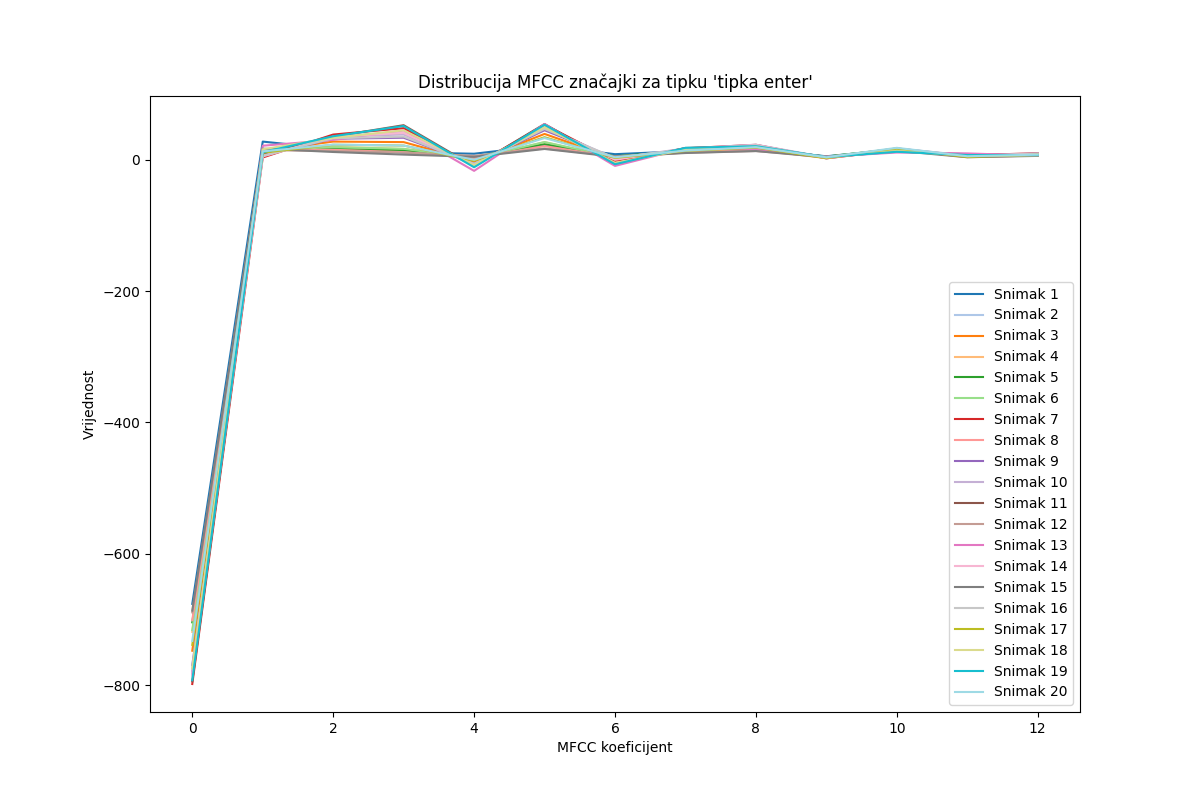 Distribucija MFCC značajki za tipku 'tipka enter'
Vrijednost
0
−200
−400
−600
−800
0 2 4 6 8 10 12
MFCC koeficijent
Snimak 1
Snimak 2
Snimak 3
Snimak 4
Snimak 5
Snimak 6
Snimak 7
Snimak 8
Snimak 9
Snimak 10
Snimak 11
Snimak 12
Snimak 13
Snimak 14
Snimak 15
Snimak 16
Snimak 17
Snimak 18
Snimak 19
Snimak 20